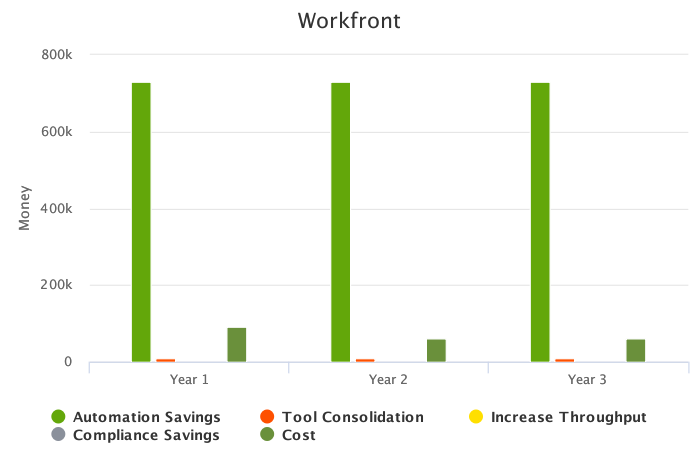 Workfront
800k
600k
400k
200k
0
Money
Year 1 Year 2 Year 3
Automation Savings Tool Consolidation Increase Throughput
Compliance Savings Cost